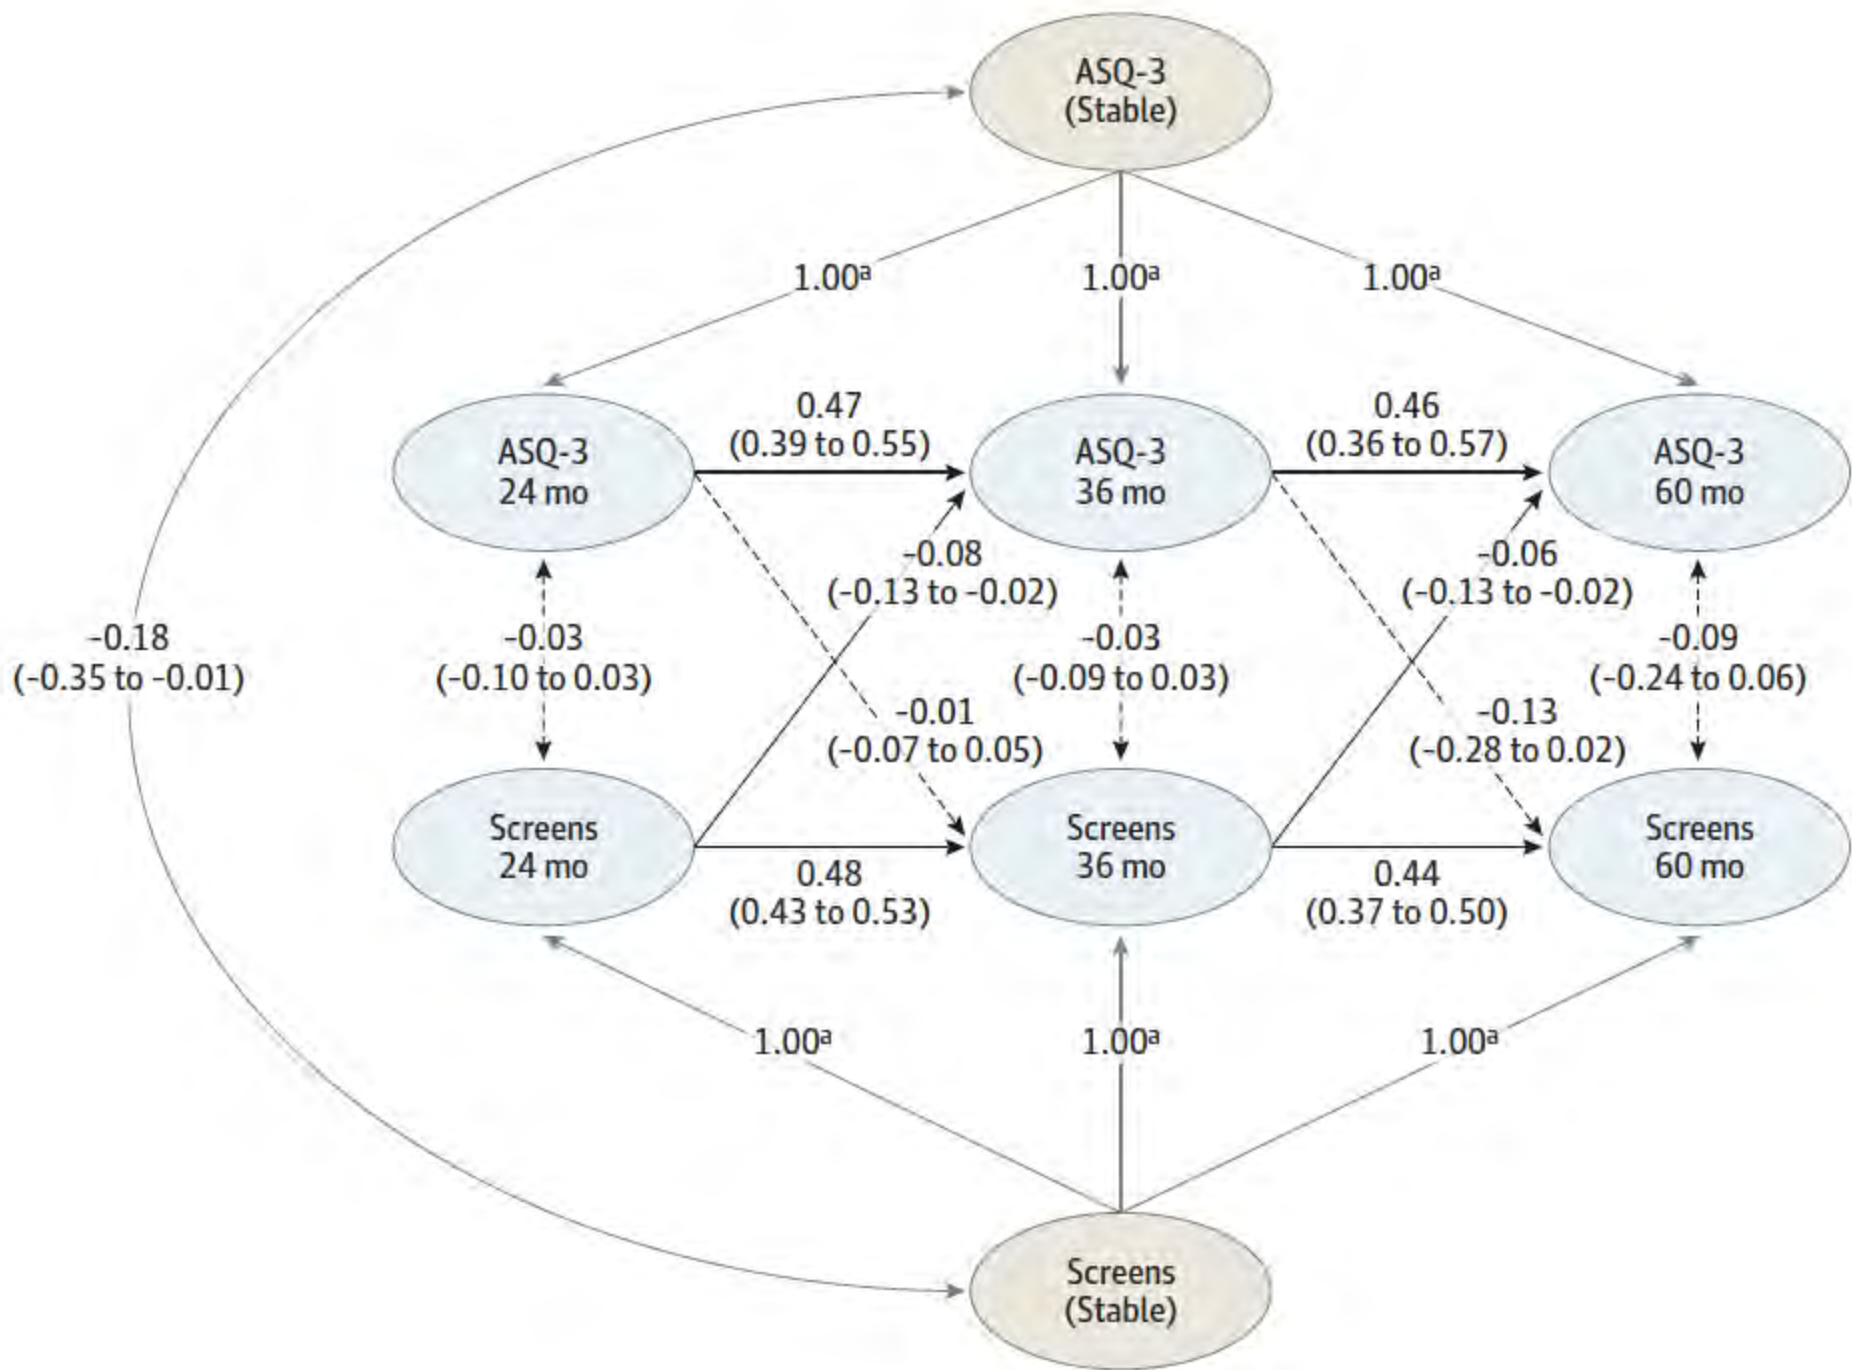 ASQ-3
(Stable)
1.00ª
1.00ª
1.00ª
0.47
(0.39 to 0.55)
0.46
(0.36 to 0.57)
ASQ-3
24 mo
ASQ-3
36 mo
ASQ-3
60 mo
-0.08
(-0.13 to -0.02)
-0.06
(-0.13 to -0.02)
-0.18
(-0.35 to -0.01)
-0.03
(-0.10 to 0.03)
-0.03
(-0.09 to 0.03)
-0.09
(-0.24 to 0.06)
-0.01
(-0.07 to 0.05)
-0.13
(-0.28 to 0.02)
Screens
24 mo
Screens
36 mo
Screens
60 mo
0.48
(0.43 to 0.53)
0.44
(0.37 to 0.50)
1.00ª
1.00ª
1.00ª
Screens
(Stable)